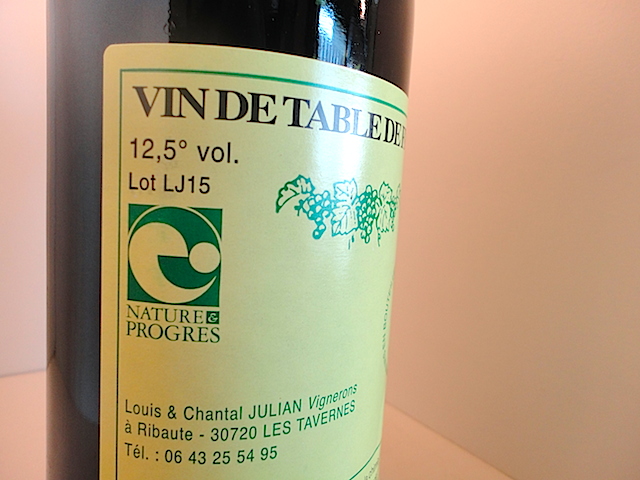 VIN DE TABLE DE
12,5° vol.
Lot LJ15
NATURE &
PROGRES
Louis & Chantal JULIAN Vignerons
à Ribaute - 30720 LES TAVERNES
Tél. : 06 43 25 54 95